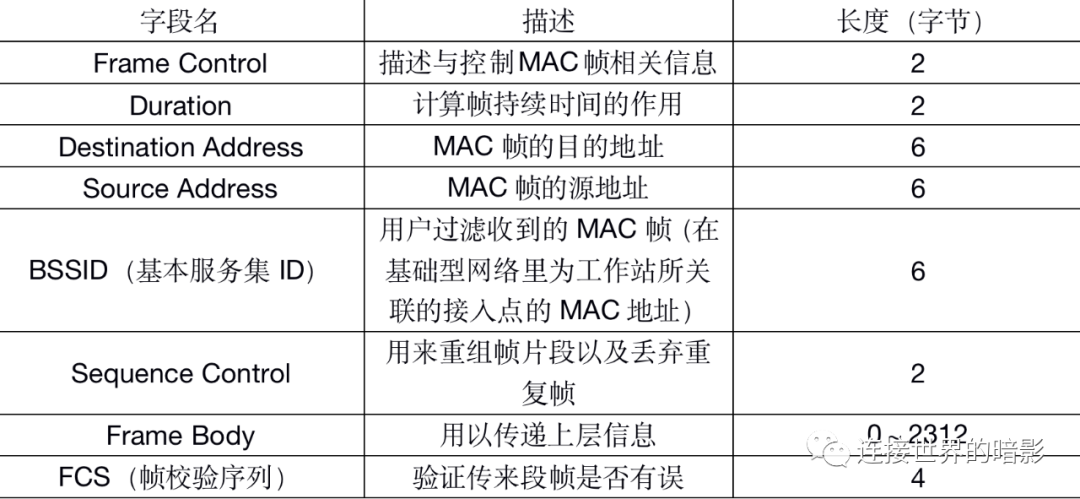 字段名 描述 长度（字节）
Frame Control 描述与控制MAC帧相关信息 2
Duration 计算帧持续时间的作用 2
Destination Address MAC 帧的目的地址 6
Source Address MAC 帧的源地址 6
用户过滤收到的 MAC 帧（在
BSSID（基本服务集 ID） 基础型网络里为工作站所关 6
联的接入点的 MAC 地址）
用来重组帧片段以及丢弃重
Sequence Control 2
复帧
Frame Body 用以传递上层信息 0~2312
连接世界的暗影
FCS（帧校验序列） 验证传来段帧是否有误 4